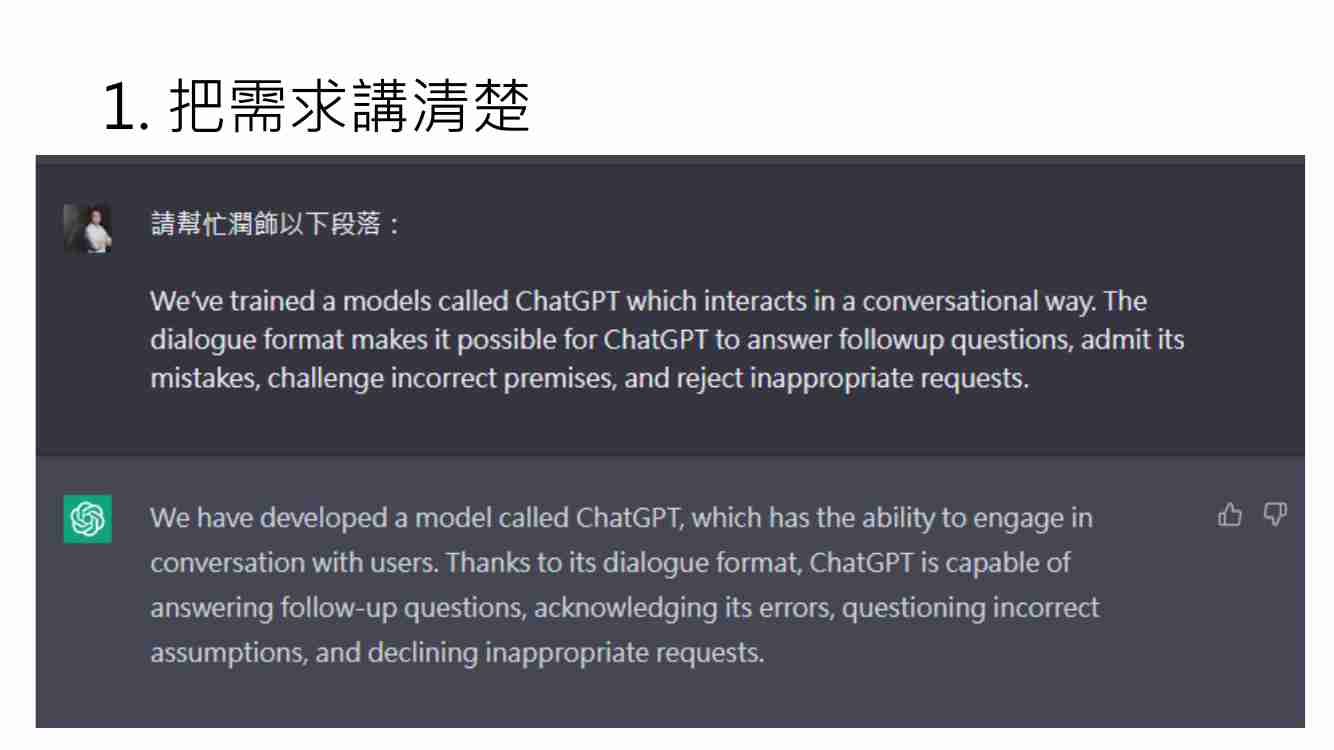 1. 把需求講清楚
請幫忙潤飾以下段落：
We've trained a models called ChatGPT which interacts in a conversational way. The
dialogue format makes it possible for ChatGPT to answer followup questions, admit its
mistakes, challenge incorrect premises, and reject inappropriate requests.
We have developed a model called ChatGPT, which has the ability to engage in
conversation with users. Thanks to its dialogue format, ChatGPT is capable of
answering follow-up questions, acknowledging its errors, questioning incorrect
assumptions, and declining inappropriate requests.